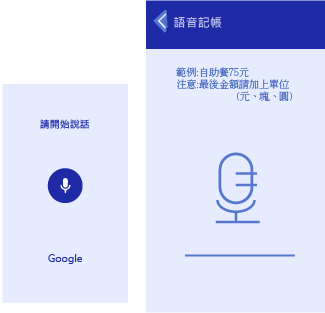 語音記帳
範例:自助餐75元
注意:最後金額請加上單位
(元、塊、圓)
請開始說話
Google